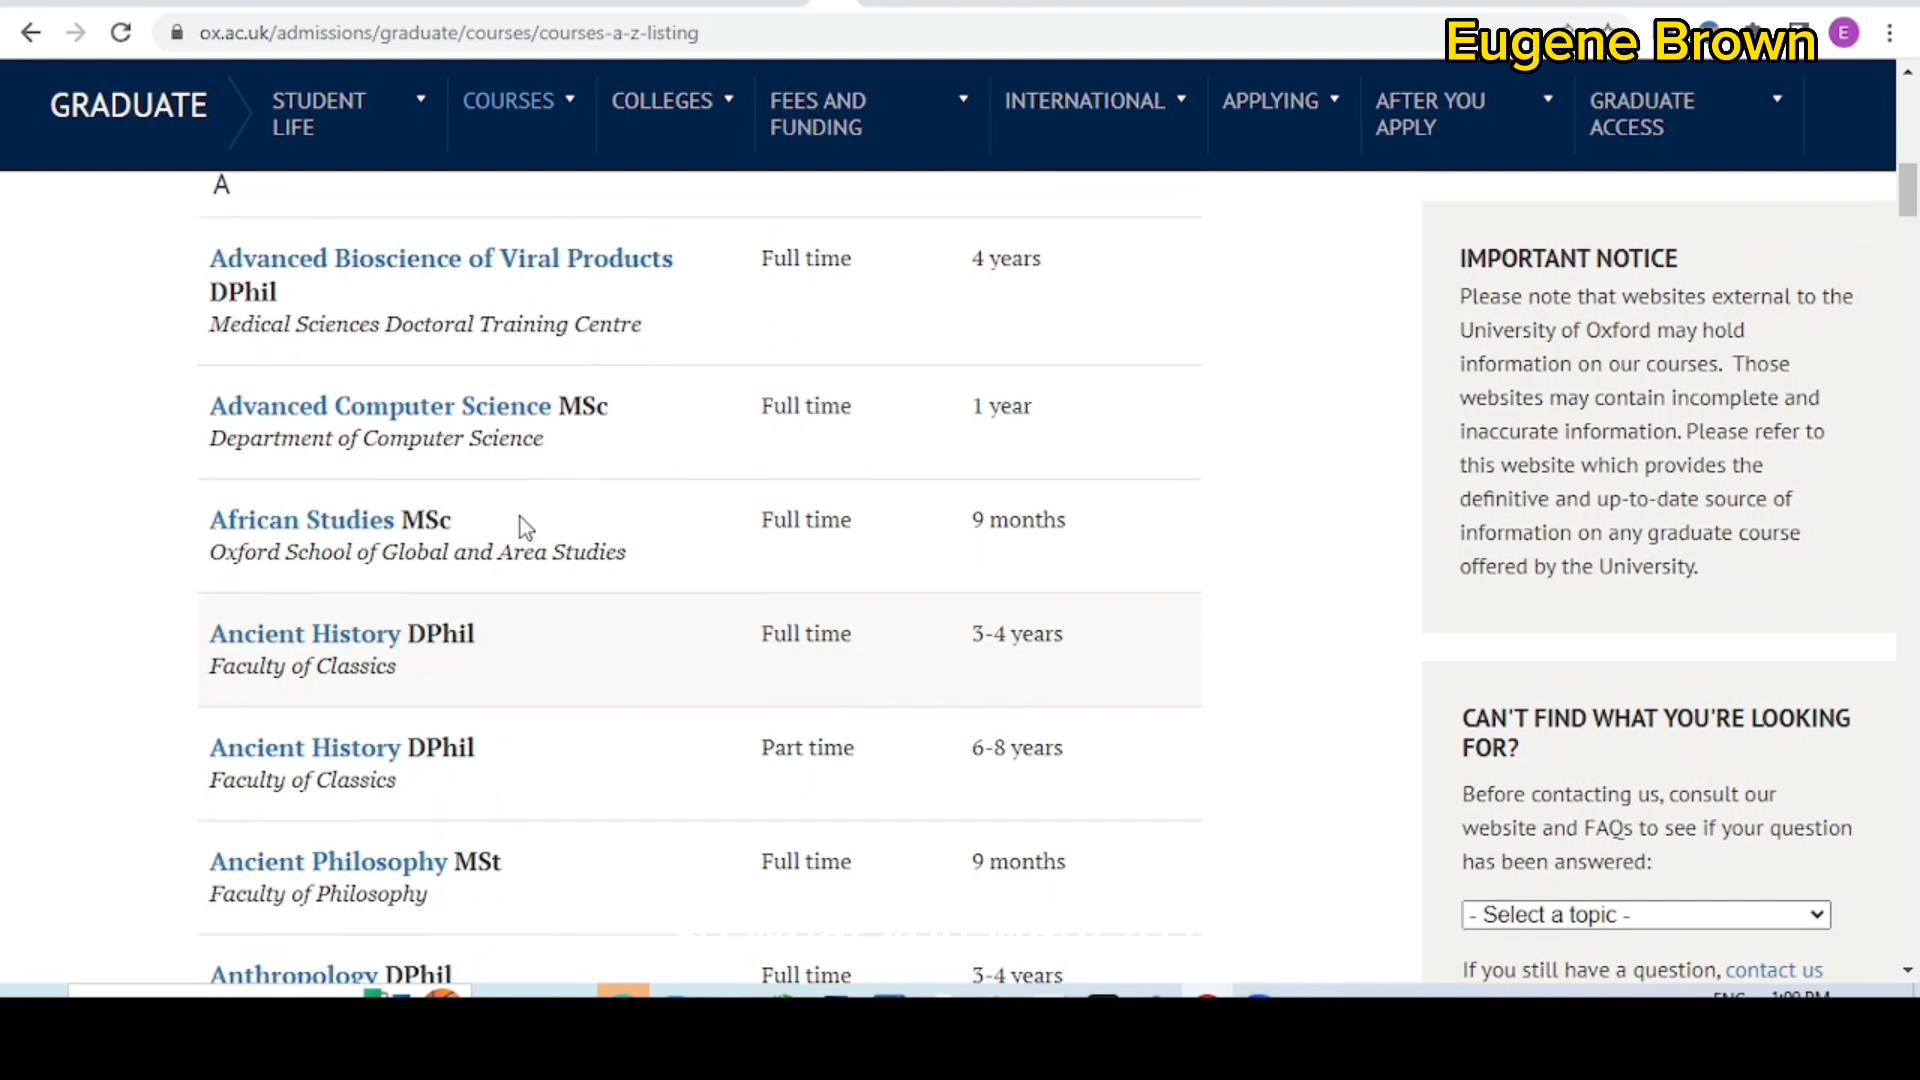 ox.ac.uk/admissions/graduate/courses/courses-a-z-listing
Eugene Brown
E
GRADUATE
STUDENT LIFE
COURSES
COLLEGES
FEES AND FUNDING
INTERNATIONAL
APPLYING
AFTER YOU APPLY
GRADUATE ACCESS
A
Advanced Bioscience of Viral Products
DPhil
Medical Sciences Doctoral Training Centre
Full time
4 years
Advanced Computer Science MSc
Department of Computer Science
Full time
1 year
African Studies MSc
Oxford School of Global and Area Studies
Full time
9 months
Ancient History DPhil
Faculty of Classics
Full time
3-4 years
Ancient History DPhil
Faculty of Classics
Part time
6-8 years
Ancient Philosophy MSt
Faculty of Philosophy
Full time
9 months
Anthropology DPhil
Full time
3-4 years
IMPORTANT NOTICE
Please note that websites external to the
University of Oxford may hold
information on our courses. Those
websites may contain incomplete and
inaccurate information. Please refer to
this website which provides the
definitive and up-to-date source of
information on any graduate course
offered by the University.
CAN'T FIND WHAT YOU'RE LOOKING
FOR?
Before contacting us, consult our
website and FAQs to see if your question
has been answered:
- Select a topic -
If you still have a question, contact us